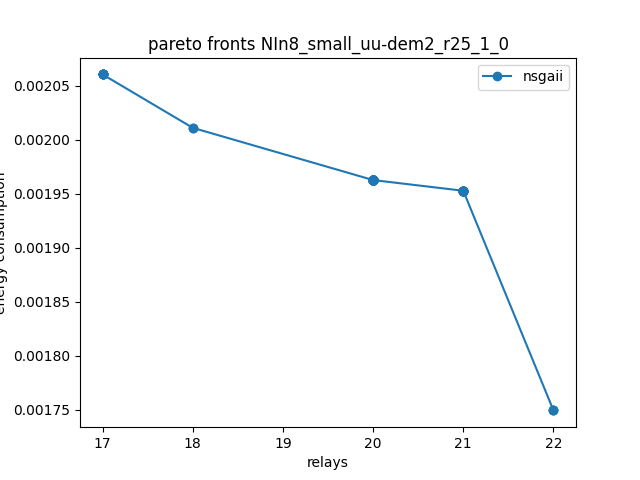 pareto fronts NIn8_small_uu-dem2_r25_1_0
nsgaii
0.00205
0.00200
0.00195
0.00190
0.00185
0.00180
0.00175
energy consumption
17 18 19 20 21 22
relays